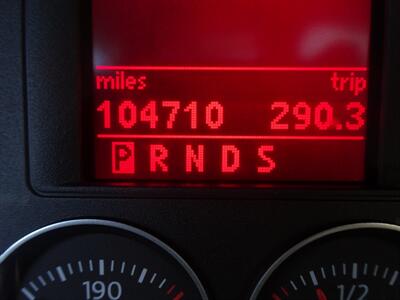 miles trip
104710 290.3
P R N D S
190 1/2